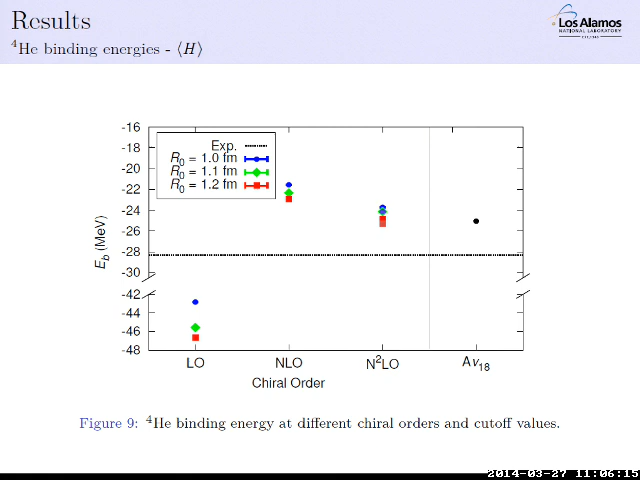 Results
⁴He binding energies - ⟨H⟩
Los Alamos
NATIONAL LABORATORY
-16
-18
-20
-22
-24
-26
-28
-30
-42
-44
-46
-48
E_b (MeV)
Exp.
R₀ = 1.0 fm
R₀ = 1.1 fm
R₀ = 1.2 fm
LO NLO N²LO Av₁₈
Chiral Order
Figure 9: ⁴He binding energy at different chiral orders and cutoff values.
2014-03-27 11:06:15